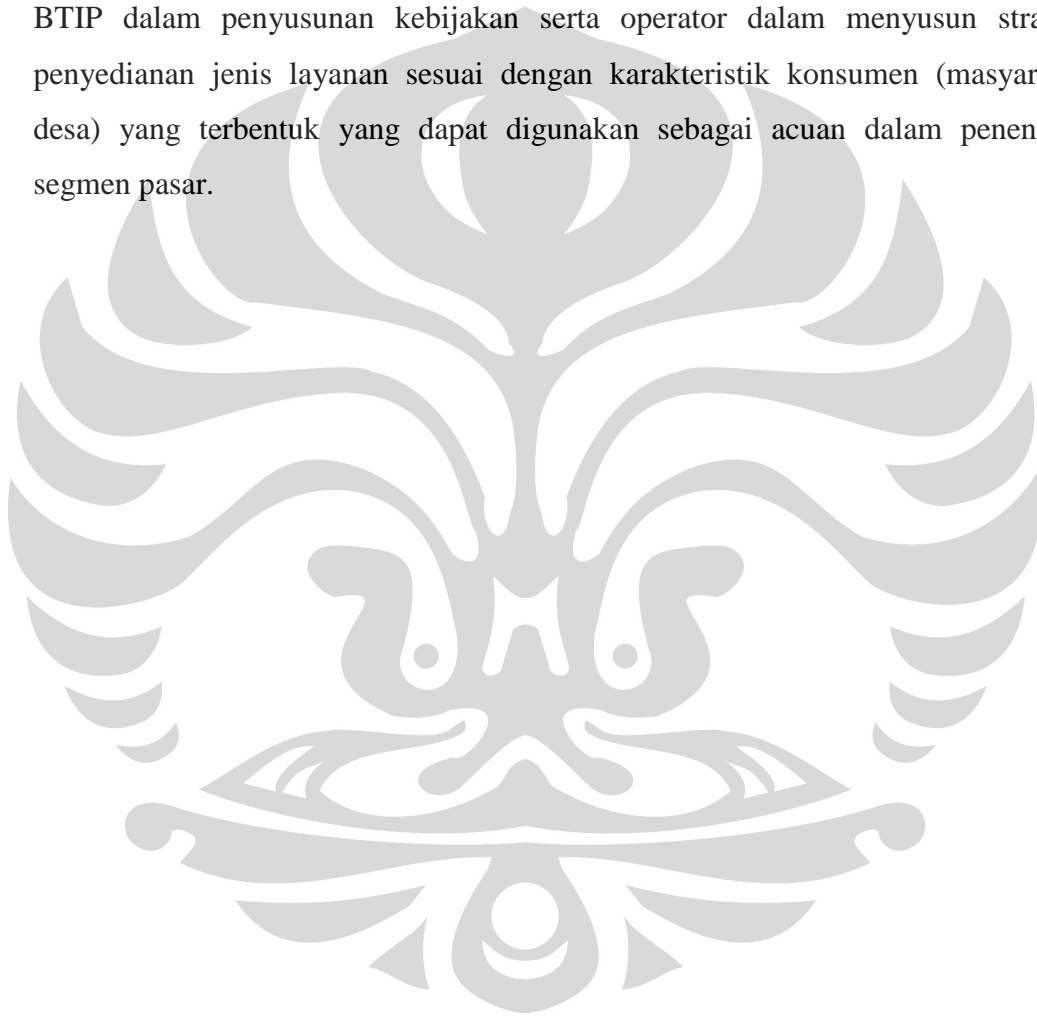 BTIP dalam penyusunan kebijakan serta operator dalam menyusun stra
penyedianan jenis layanan sesuai dengan karakteristik konsumen (masyar
desa) yang terbentuk yang dapat digunakan sebagai acuan dalam penen
segmen pasar.